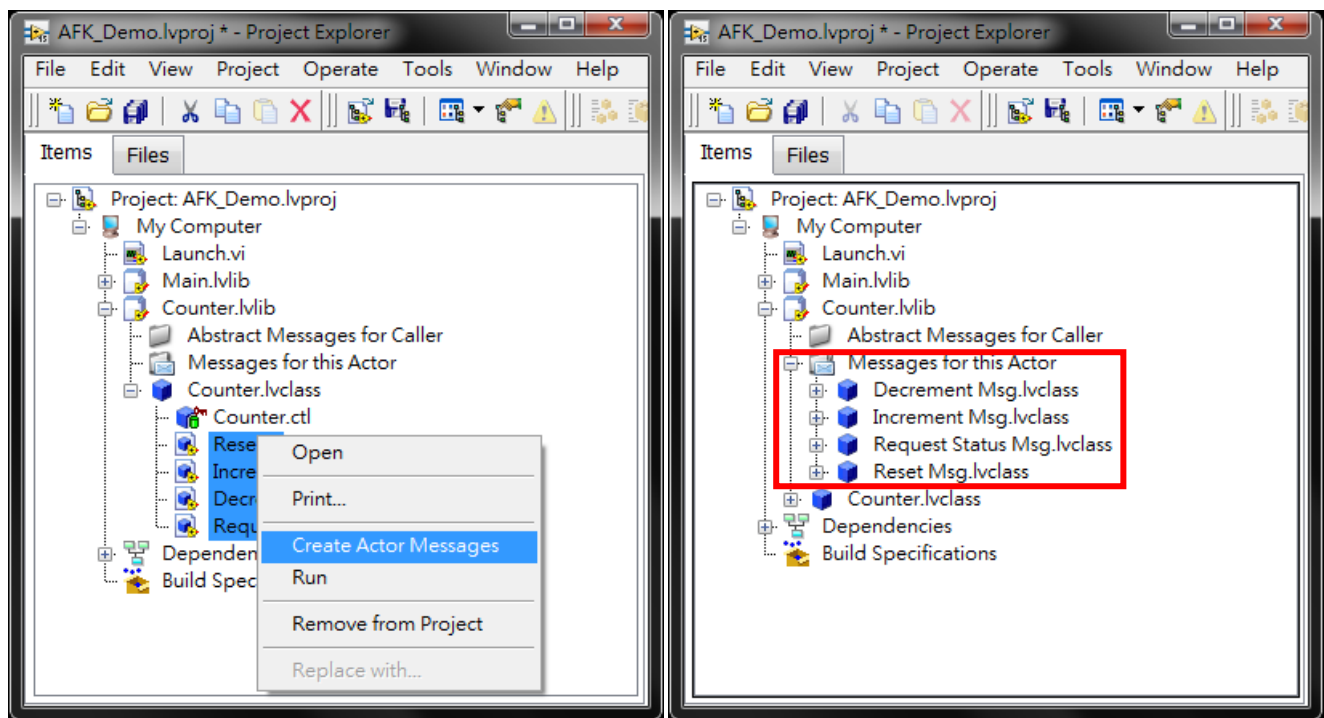 AFK_Demo.lvproj * - Project Explorer
File Edit View Project Operate Tools Window Help
Items Files
Project: AFK_Demo.lvproj
My Computer
Launch.vi
Main.lvlib
Counter.lvlib
Abstract Messages for Caller
Messages for this Actor
Counter.lvclass
Counter.ctl
Rese
Incre
Decr
Requ
Dependen
Build Spec
Open
Print...
Create Actor Messages
Run
Remove from Project
Replace with...
AFK_Demo.lvproj * - Project Explorer
File Edit View Project Operate Tools Window Help
Items Files
Project: AFK_Demo.lvproj
My Computer
Launch.vi
Main.lvlib
Counter.lvlib
Abstract Messages for Caller
Messages for this Actor
Decrement Msg.lvclass
Increment Msg.lvclass
Request Status Msg.lvclass
Reset Msg.lvclass
Counter.lvclass
Dependencies
Build Specifications